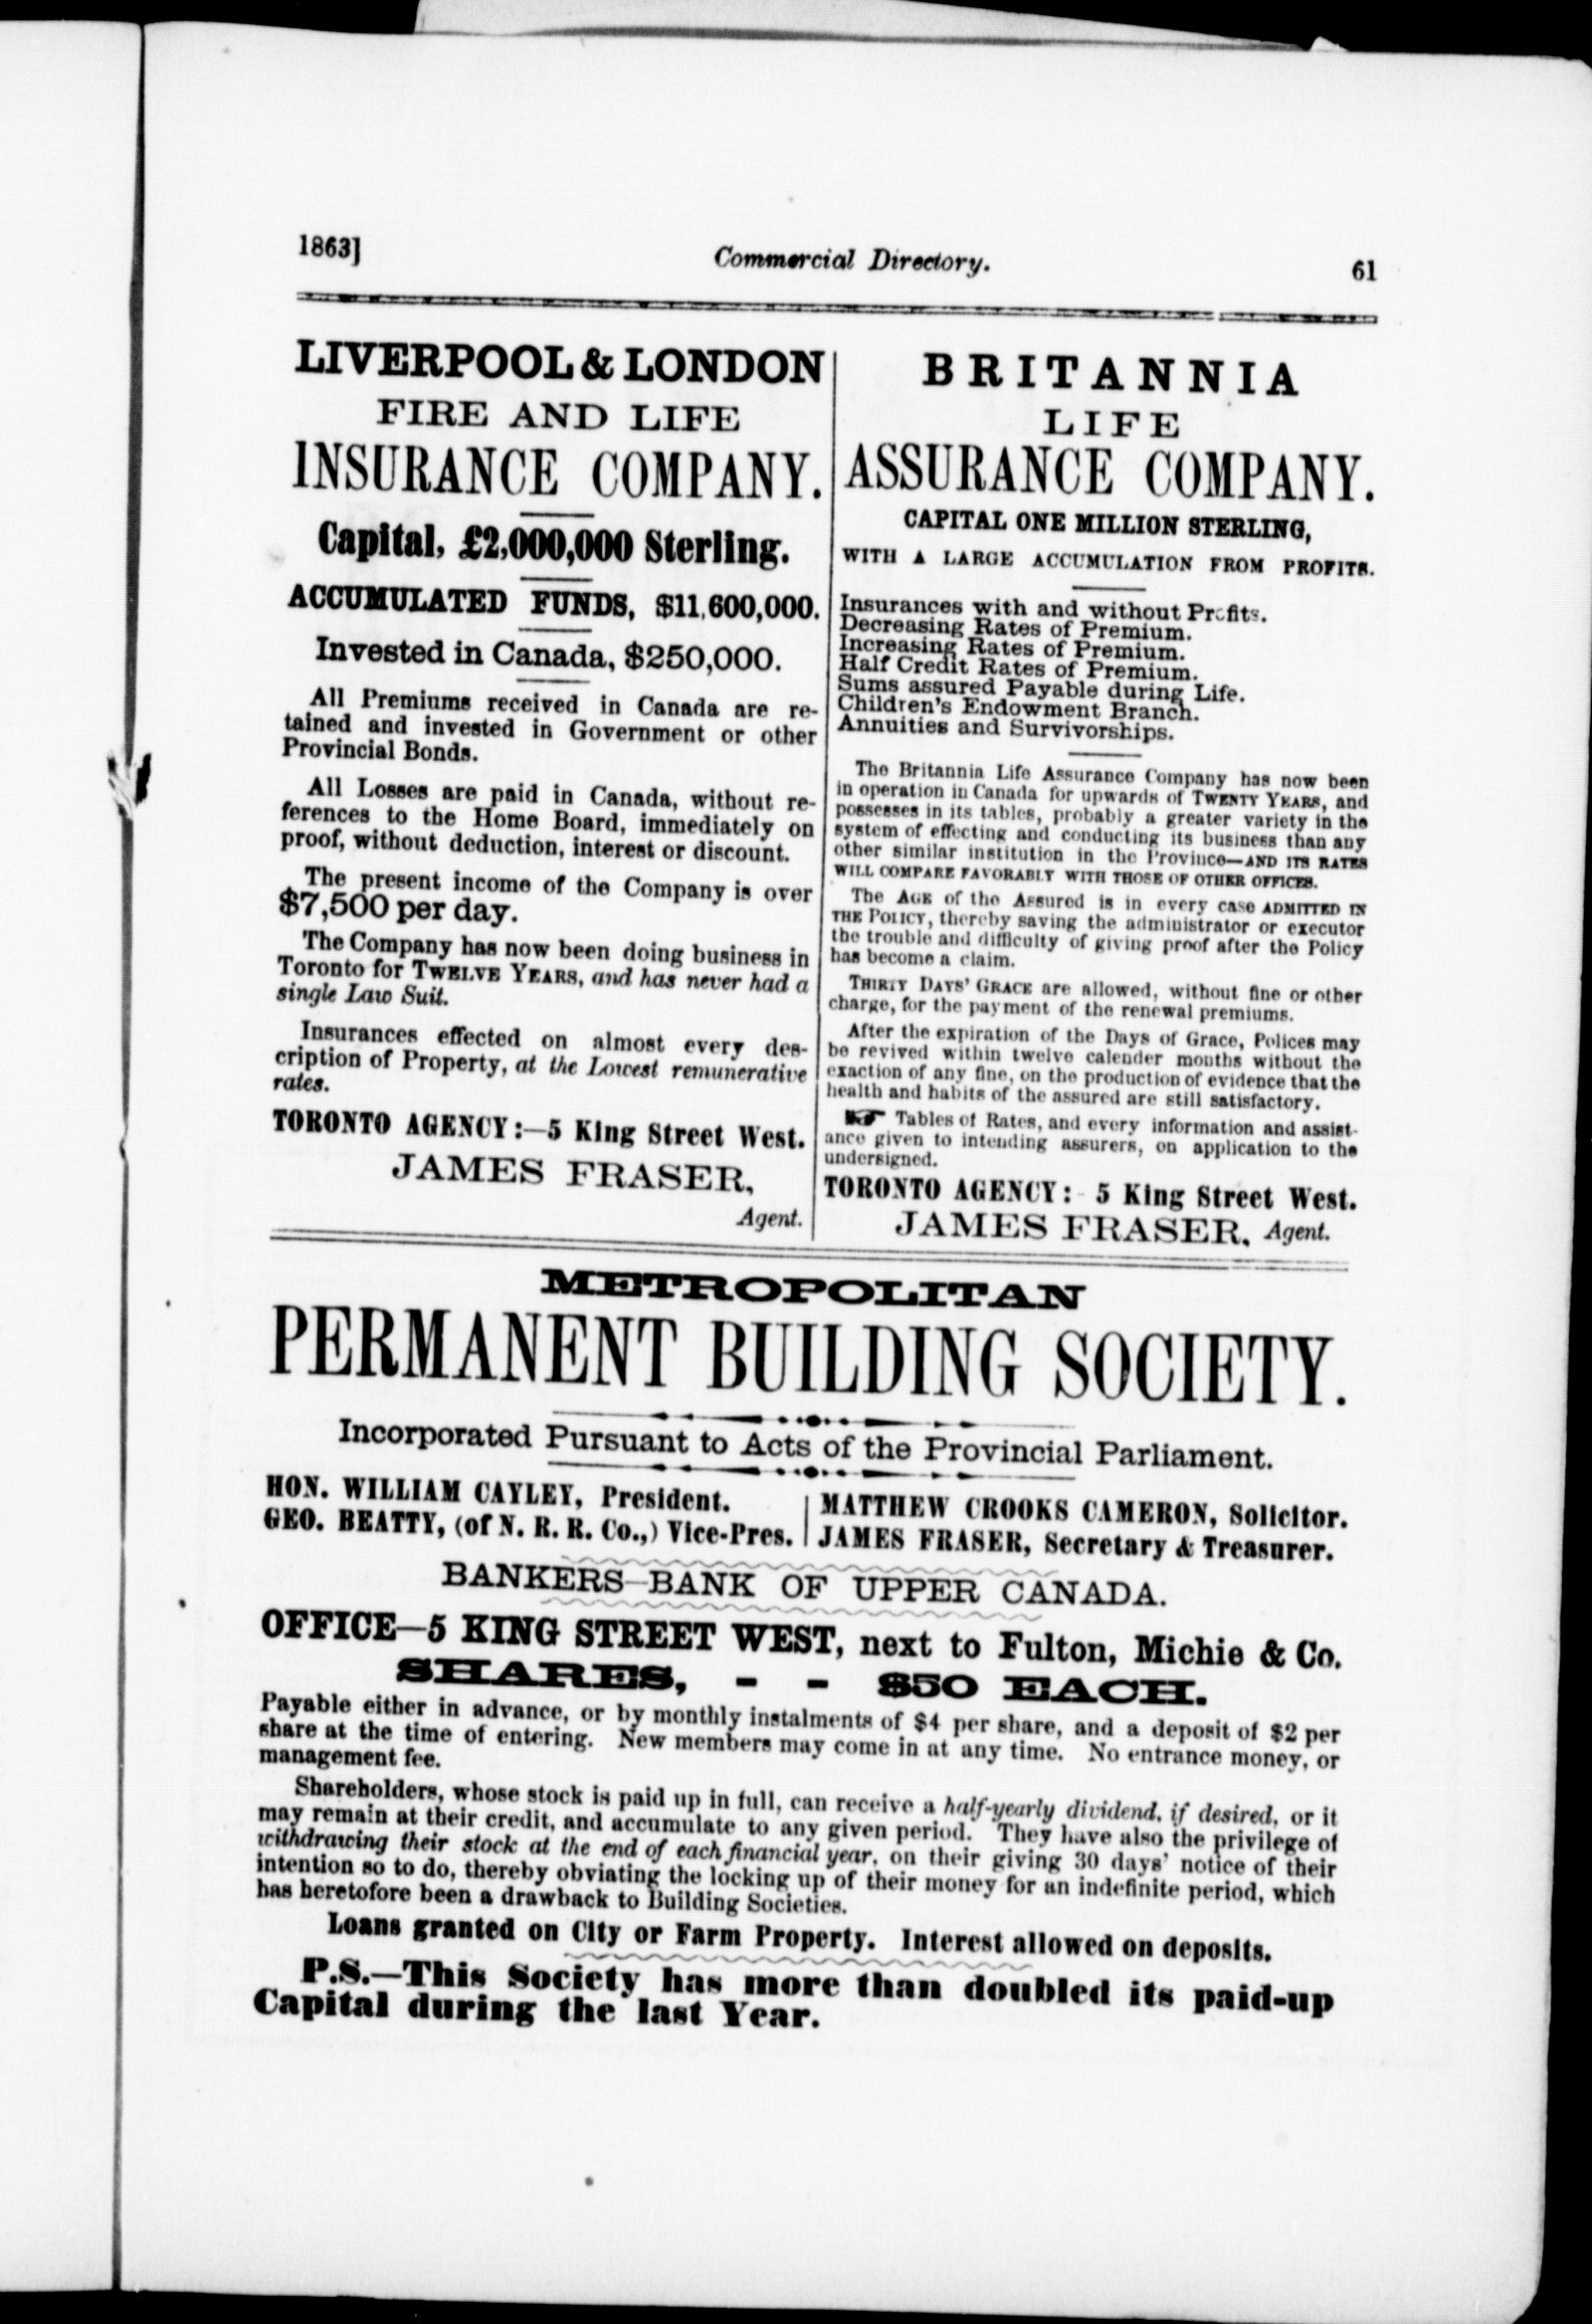 1863]
Commercial Directory.
61
LIVERPOOL & LONDON
FIRE AND LIFE
INSURANCE COMPANY.
Capital, £2,000,000 Sterling.
ACCUMULATED FUNDS, $11,600,000.
Invested in Canada, $250,000.
All Premiums received in Canada are re-
tained and invested in Government or other
Provincial Bonds.
All Losses are paid in Canada, without re-
ferences to the Home Board, immediately on
proof, without deduction, interest or discount.
The present income of the Company is over
$7,500 per day.
The Company has now been doing business in
Toronto for TWELVE YEARS, and has never had a
single Law Suit.
Insurances effected on almost every des-
cription of Property, at the Lowest remunerative
rates.
TORONTO AGENCY:—5 King Street West.
JAMES FRASER,
Agent.
BRITANNIA
LIFE
ASSURANCE COMPANY.
CAPITAL ONE MILLION STERLING,
WITH A LARGE ACCUMULATION FROM PROFITS.
Insurances with and without Profits.
Decreasing Rates of Premium.
Increasing Rates of Premium.
Half Credit Rates of Premium.
Sums assured Payable during Life.
Children's Endowment Branch.
Annuities and Survivorships.
The Britannia Life Assurance Company has now been
in operation in Canada for upwards of TWENTY YEARS, and
possesses in its tables, probably a greater variety in the
system of effecting and conducting its business than any
other similar institution in the Province—AND ITS RATES
WILL COMPARE FAVORABLY WITH THOSE OF OTHER OFFICES.
The AGE of the Assured is in every case ADMITTED IN
THE POLICY, thereby saving the administrator or executor
the trouble and difficulty of giving proof after the Policy
has become a claim.
THIRTY DAYS' GRACE are allowed, without fine or other
charge, for the payment of the renewal premiums.
After the expiration of the Days of Grace, Polices may
be revived within twelve calender months without the
exaction of any fine, on the production of evidence that the
health and habits of the assured are still satisfactory.
☞ Tables of Rates, and every information and assist-
ance given to intending assurers, on application to the
undersigned.
TORONTO AGENCY: 5 King Street West.
JAMES FRASER, Agent.
METROPOLITAN
PERMANENT BUILDING SOCIETY.
Incorporated Pursuant to Acts of the Provincial Parliament.
HON. WILLIAM CAYLEY, President.
GEO. BEATTY, (of N. R. R. Co.,) Vice-Pres.
MATTHEW CROOKS CAMERON, Solicitor.
JAMES FRASER, Secretary & Treasurer.
BANKERS—BANK OF UPPER CANADA.
OFFICE—5 KING STREET WEST, next to Fulton, Michie & Co.
SHARES, - - $50 EACH.
Payable either in advance, or by monthly instalments of $4 per share, and a deposit of $2 per
share at the time of entering. New members may come in at any time. No entrance money, or
management fee.
Shareholders, whose stock is paid up in full, can receive a half-yearly dividend, if desired, or it
may remain at their credit, and accumulate to any given period. They have also the privilege of
withdrawing their stock at the end of each financial year, on their giving 30 days' notice of their
intention so to do, thereby obviating the locking up of their money for an indefinite period, which
has heretofore been a drawback to Building Societies.
Loans granted on City or Farm Property. Interest allowed on deposits.
P.S.—This Society has more than doubled its paid-up
Capital during the last Year.